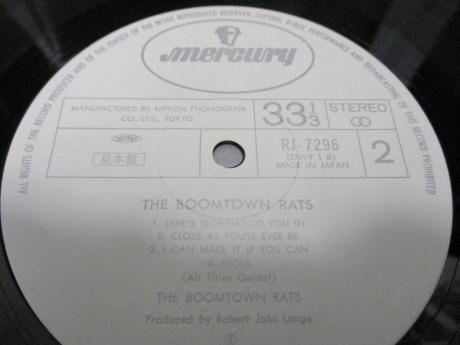 ALL RIGHTS OF THE RECORD PRODUCER AND OF THE OWNER OF THE WORK REPRODUCED RESERVED. COPYING, PUBLIC PERFORMANCE AND BROADCASTING OF THIS RECORD PROHIBITED
mercury
MANUFACTURED BY NIPPON PHONOGRAM
CO. LTD., TOKYO
33 1/3
STEREO
見本盤
RJ-7296
MADE IN JAPAN
2
THE BOOMTOWN RATS
1. (SHE'S GONNA) DO YOU IN
2. CLOSE AS YOU'LL EVER BE
3. I CAN MAKE IT IF YOU CAN
4. KICKS
(All Titles Geldof)
THE BOOMTOWN RATS
Produced by Robert John Lange